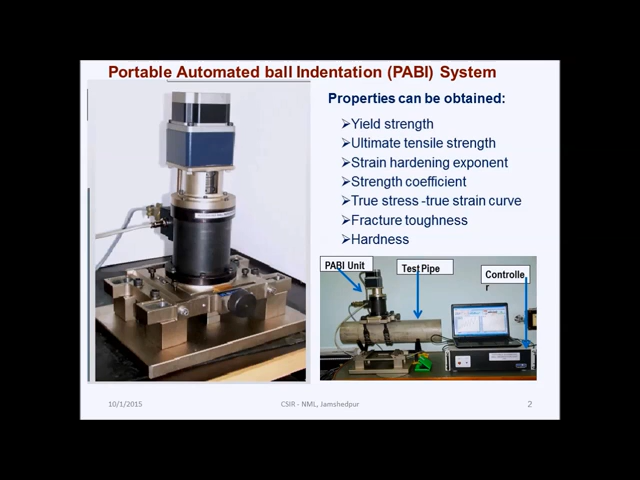 Portable Automated ball Indentation (PABI) System
Properties can be obtained:
➢Yield strength
➢Ultimate tensile strength
➢Strain hardening exponent
➢Strength coefficient
➢True stress -true strain curve
➢Fracture toughness
➢Hardness
PABI Unit
Test Pipe
Controlle
r
10/1/2015
CSIR - NML, Jamshedpur
2